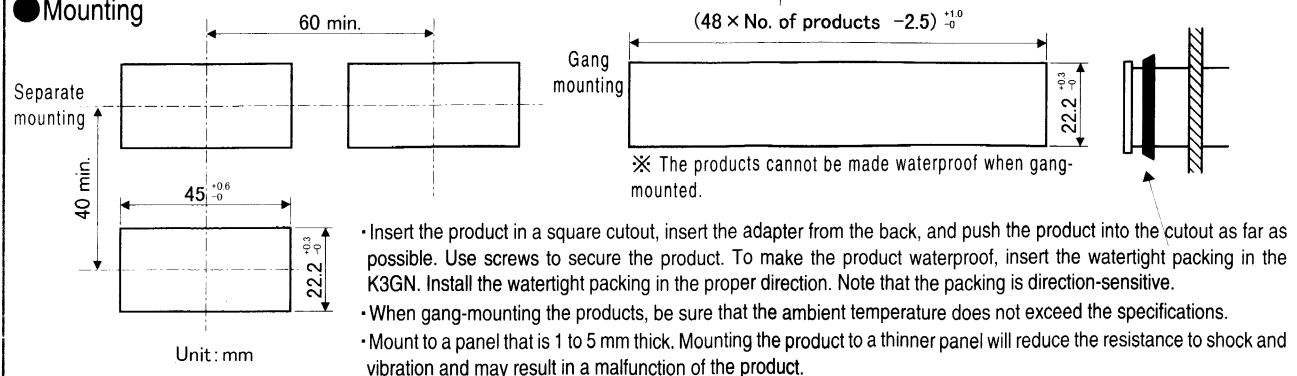 ●Mounting
60 min.
Separate
mounting
40 min.
45 +0.6 -0
22.2 +0.3 -0
Unit: mm
(48 × No. of products −2.5) +1.0 -0
Gang
mounting
22.2 +0.3 -0
※ The products cannot be made waterproof when gang-
mounted.
・Insert the product in a square cutout, insert the adapter from the back, and push the product into the cutout as far as
possible. Use screws to secure the product. To make the product waterproof, insert the watertight packing in the
K3GN. Install the watertight packing in the proper direction. Note that the packing is direction-sensitive.
・When gang-mounting the products, be sure that the ambient temperature does not exceed the specifications.
・Mount to a panel that is 1 to 5 mm thick. Mounting the product to a thinner panel will reduce the resistance to shock and
vibration and may result in a malfunction of the product.